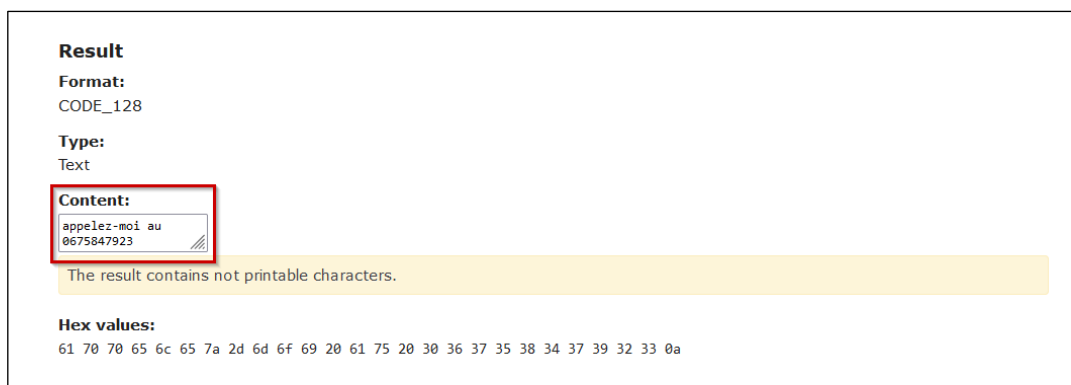 Result
Format:
CODE_128
Type:
Text
Content:
appelez-moi au
0675847923
The result contains not printable characters.
Hex values:
61 70 70 65 6c 65 7a 2d 6d 6f 69 20 61 75 20 30 36 37 35 38 34 37 39 32 33 0a